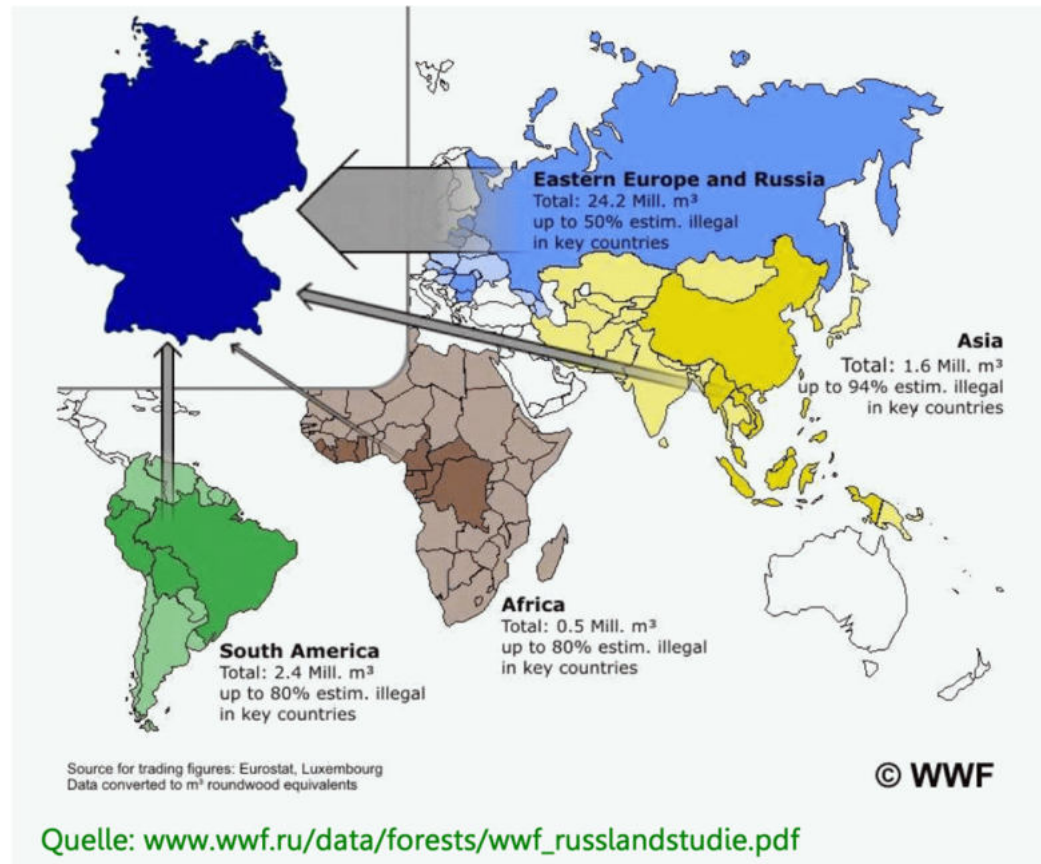 Eastern Europe and Russia
Total: 24.2 Mill. m³
up to 50% estim. illegal
in key countries
Asia
Total: 1.6 Mill. m³
up to 94% estim. illegal
in key countries
Africa
Total: 0.5 Mill. m³
up to 80% estim. illegal
in key countries
South America
Total: 2.4 Mill. m³
up to 80% estim. illegal
in key countries
Source for trading figures: Eurostat, Luxembourg
Data converted to m³ roundwood equivalents
© WWF
Quelle: www.wwf.ru/data/forests/wwf_russlandstudie.pdf